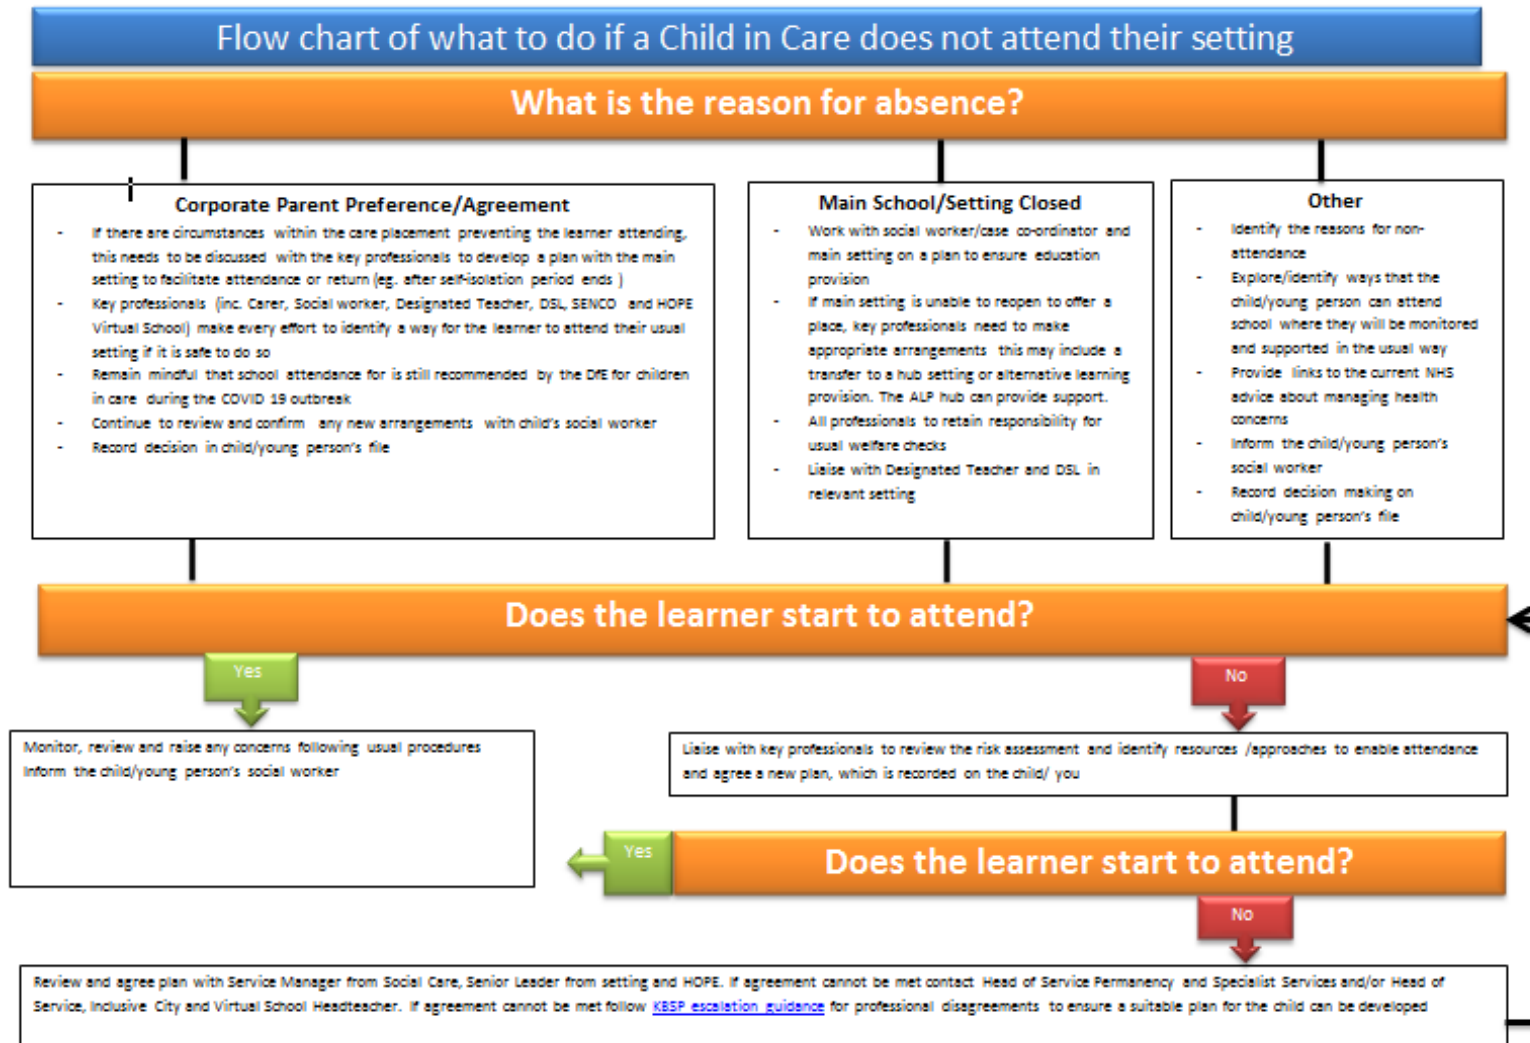 Flow chart of what to do if a Child in Care does not attend their setting
What is the reason for absence?
Corporate Parent Preference/Agreement
- If there are circumstances within the care placement preventing the learner attending,
this needs to be discussed with the key professionals to develop a plan with the main
setting to facilitate attendance or return (eg. after self-isolation period ends )
- Key professionals (inc. Carer, Social worker, Designated Teacher, DSL, SENCO and HOPE
Virtual School) make every effort to identify a way for the learner to attend their usual
setting if it is safe to do so
- Remain mindful that school attendance for is still recommended by the DfE for children
in care during the COVID 19 outbreak
- Continue to review and confirm any new arrangements with child's social worker
- Record decision in child/young person's file
Main School/Setting Closed
- Work with social worker/case co-ordinator and
main setting on a plan to ensure education
provision
- If main setting is unable to reopen to offer a
place, key professionals need to make
appropriate arrangements this may include a
transfer to a hub setting or alternative learning
provision. The ALP hub can provide support.
- All professionals to retain responsibility for
usual welfare checks
- Liaise with Designated Teacher and DSL in
relevant setting
Other
- Identify the reasons for non-
attendance
- Explore/identify ways that the
child/young person can attend
school where they will be monitored
and supported in the usual way
- Provide links to the current NHS
advice about managing health
concerns
- Inform the child/young person's
social worker
- Record decision making on
child/young person's file
Does the learner start to attend?
Yes
No
Monitor, review and raise any concerns following usual procedures
Inform the child/young person's social worker
Liaise with key professionals to review the risk assessment and identify resources /approaches to enable attendance
and agree a new plan, which is recorded on the child/ you
Yes
Does the learner start to attend?
No
Review and agree plan with Service Manager from Social Care, Senior Leader from setting and HOPE. If agreement cannot be met contact Head of Service Permanency and Specialist Services and/or Head of
Service, Inclusive City and Virtual School Headteacher. If agreement cannot be met follow KBSP escalation guidance for professional disagreements to ensure a suitable plan for the child can be developed